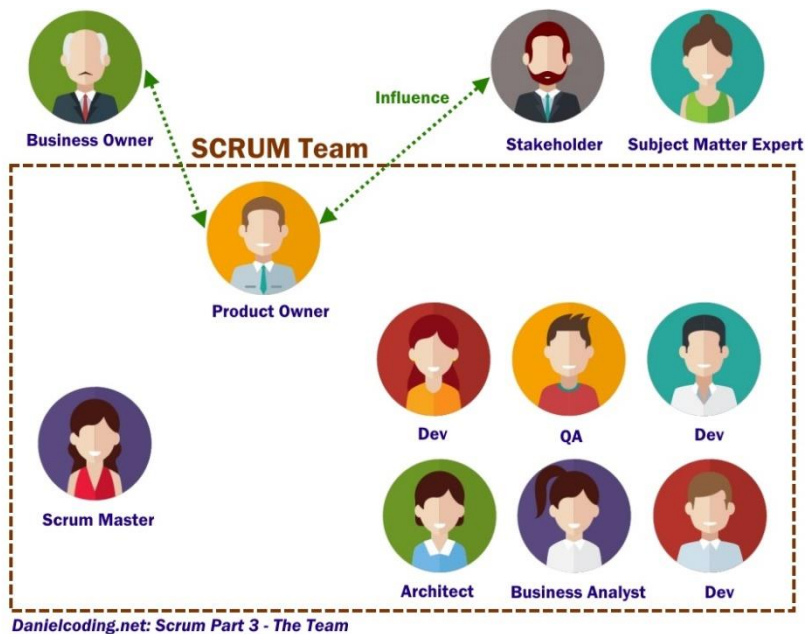 Influence
Business Owner
Stakeholder
Subject Matter Expert
SCRUM Team
Product Owner
Dev
QA
Dev
Scrum Master
Architect
Business Analyst
Dev
Danielcoding.net: Scrum Part 3 - The Team